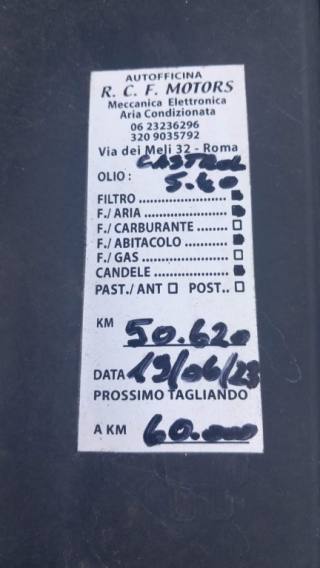 AUTOFFICINA
R. C. F. MOTORS
Meccanica Elettronica
Aria Condizionata
06 23236296
320 9035792
Via dei Meli 32 - Roma
CASTROL
OLIO : 5.40
FILTRO ........................ ■
F./ ARIA ...................... ■
F./ CARBURANTE ........ □
F./ ABITACOLO ............ ■
F./ GAS ....................... □
CANDELE ..................... ■
PAST./ ANT □ POST.. □
KM 50.620
DATA 19/06/23
PROSSIMO TAGLIANDO
A KM 60.000